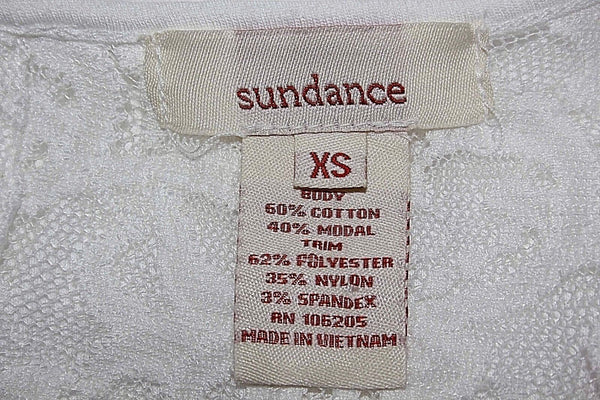 sundance
XS
BODY
60% COTTON
40% MODAL
TRIM
62% POLYESTER
35% NYLON
3% SPANDEX
RN 106205
MADE IN VIETNAM